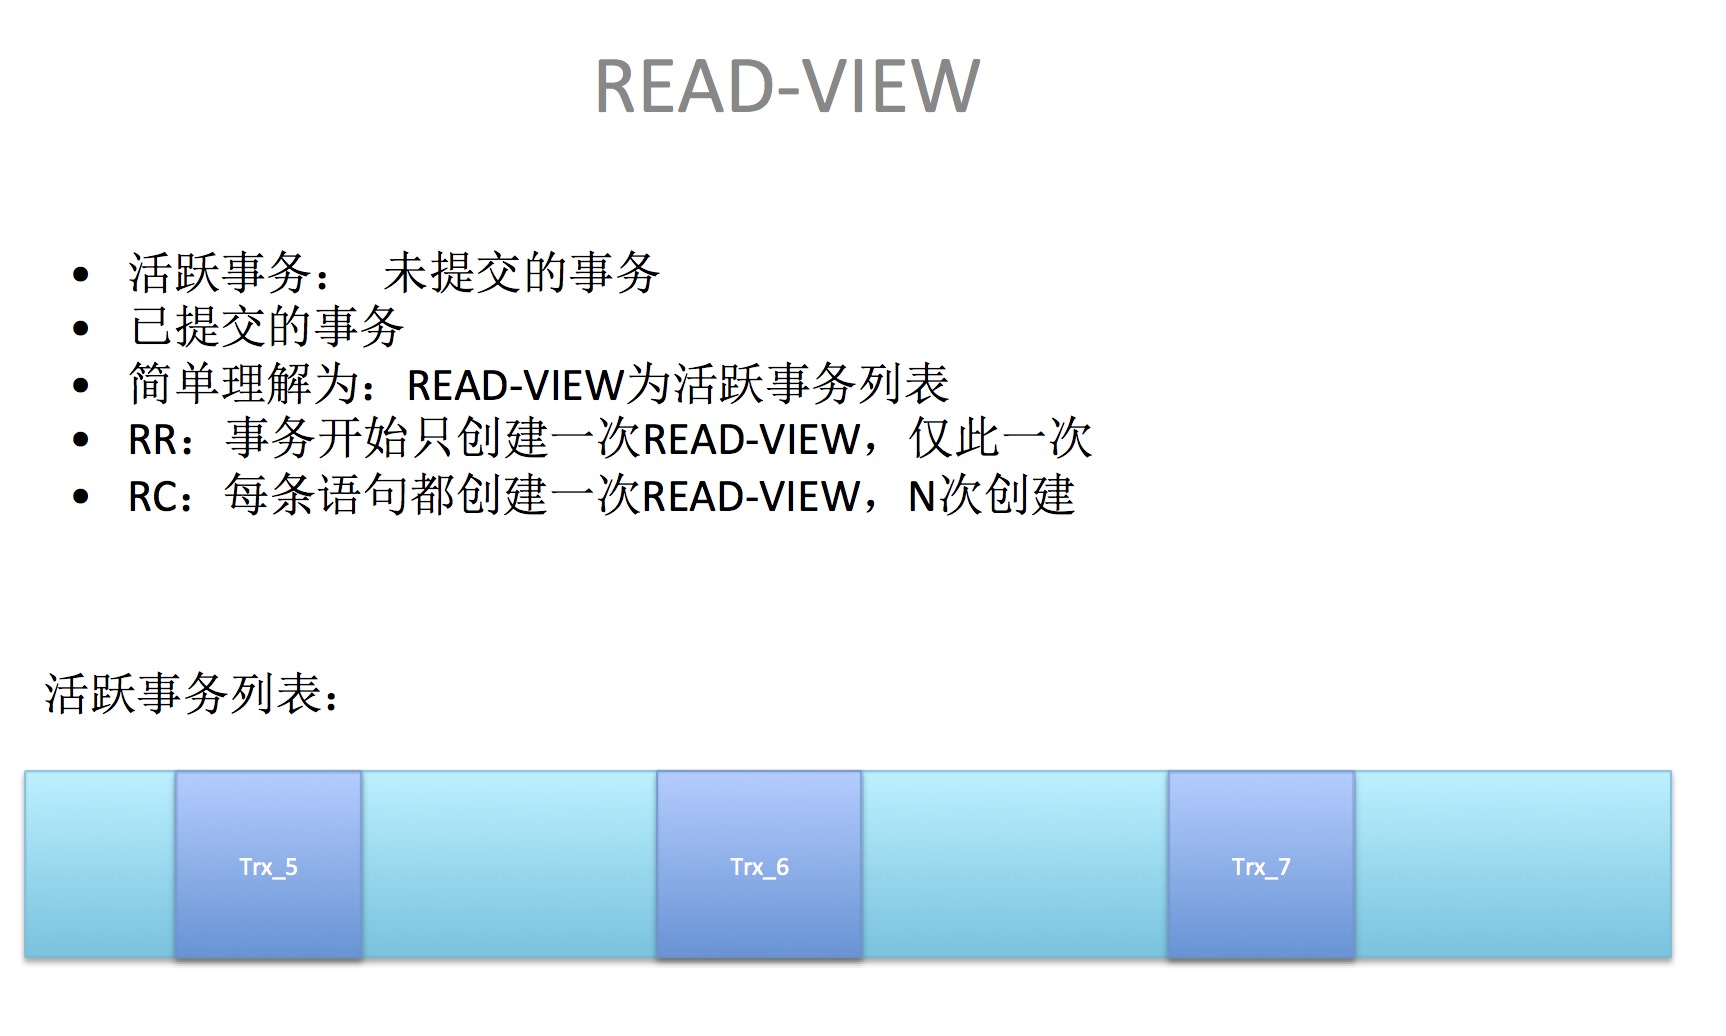 READ-VIEW
• 活跃事务： 未提交的事务
• 已提交的事务
• 简单理解为：READ-VIEW为活跃事务列表
• RR：事务开始只创建一次READ-VIEW，仅此一次
• RC：每条语句都创建一次READ-VIEW，N次创建
活跃事务列表：
Trx_5 Trx_6 Trx_7